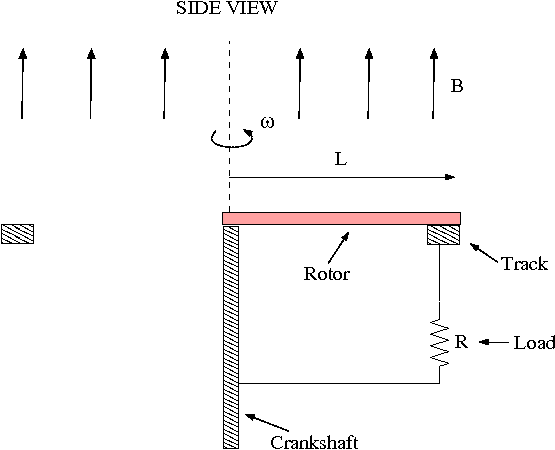 SIDE VIEW
B
ω
L
Rotor
Track
R
Load
Crankshaft